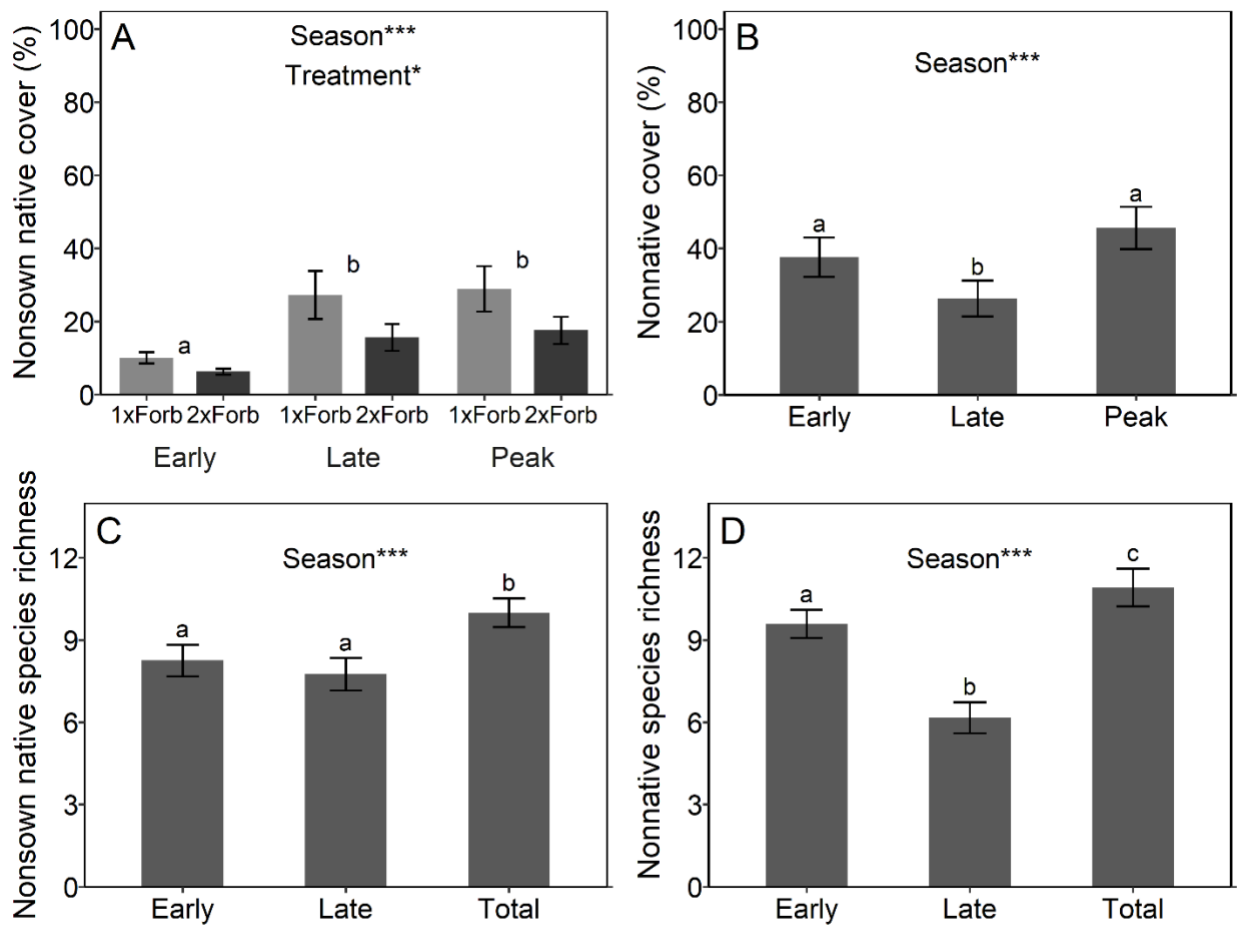 A
Season***
Treatment*
Nonsown native cover (%)
100
80
60
40
20
0
a
b
b
1xForb 2xForb 1xForb 2xForb 1xForb 2xForb
Early Late Peak
B
Season***
Nonnative cover (%)
100
80
60
40
20
0
a
b
a
Early Late Peak
C
Season***
Nonsown native species richness
12
9
6
3
0
a
a
b
Early Late Total
D
Season***
Nonnative species richness
12
9
6
3
0
a
b
c
Early Late Total